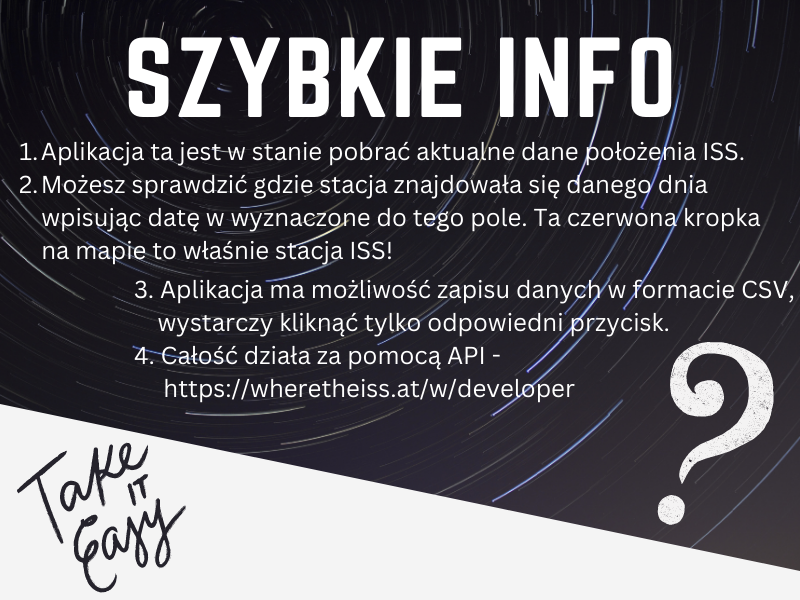 SZYBKIE INFO
1. Aplikacja ta jest w stanie pobrać aktualne dane położenia ISS.
2. Możesz sprawdzić gdzie stacja znajdowała się danego dnia
wpisując datę w wyznaczone do tego pole. Ta czerwona kropka
na mapie to właśnie stacja ISS!
3. Aplikacja ma możliwość zapisu danych w formacie CSV,
wystarczy kliknąć tylko odpowiedni przycisk.
4. Całość działa za pomocą API -
https://wheretheiss.at/w/developer
?
Take
IT
Easy